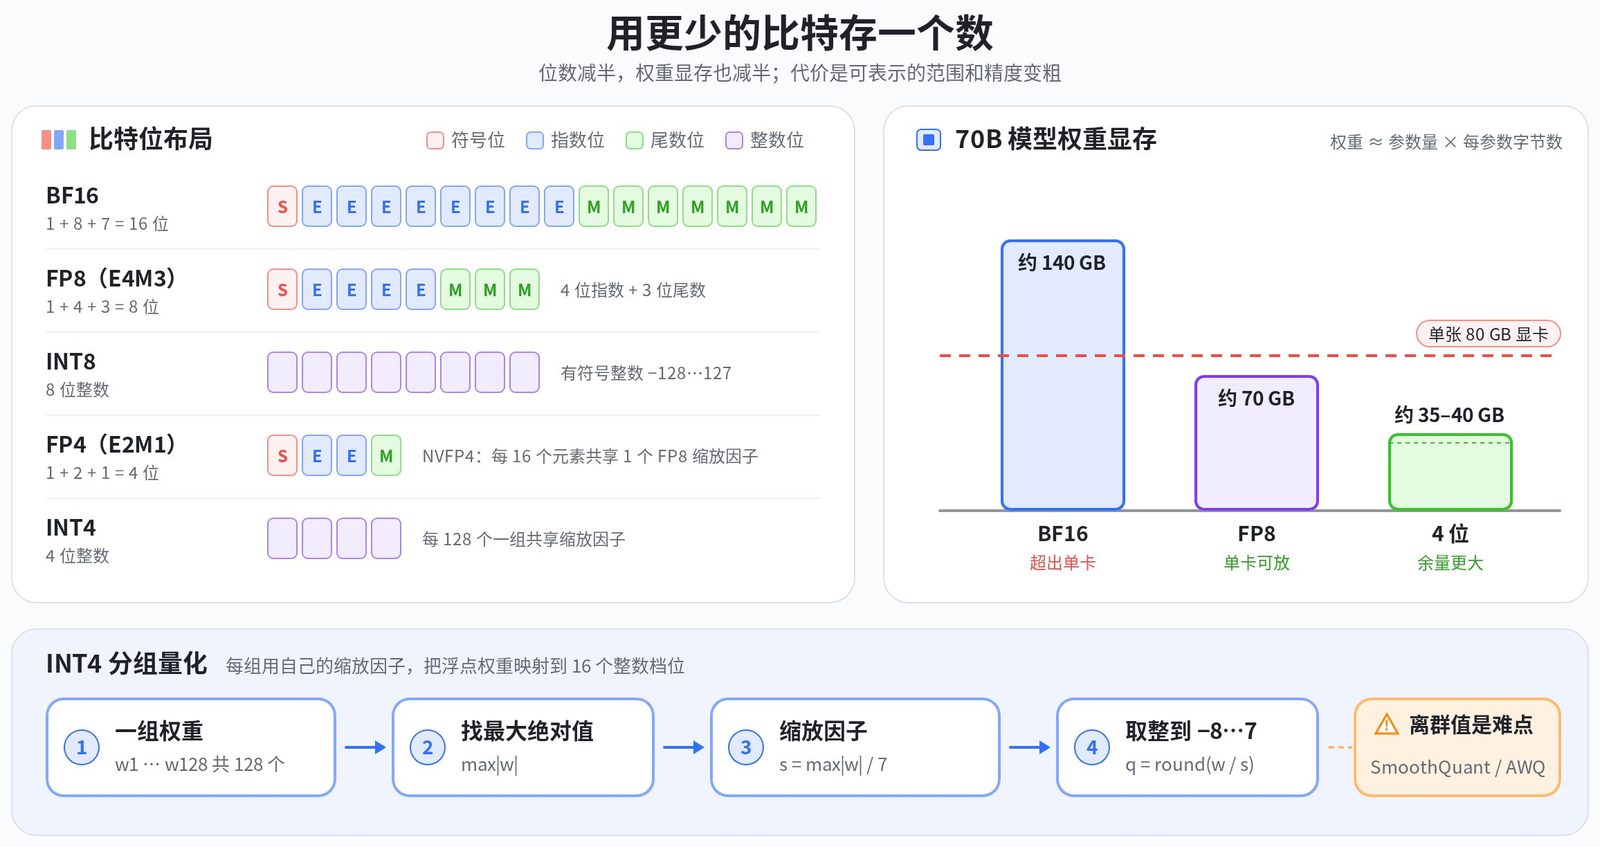 用更少的比特存一个数
位数减半，权重显存也减半；代价是可表示的范围和精度变粗
比特位布局
符号位 指数位 尾数位 整数位
BF16
1 + 8 + 7 = 16 位
S E E E E E E E E M M M M M M M
FP8（E4M3）
1 + 4 + 3 = 8 位
S E E E E M M M
4 位指数 + 3 位尾数
INT8
8 位整数
有符号整数 −128⋯127
FP4（E2M1）
1 + 2 + 1 = 4 位
S E E M
NVFP4：每 16 个元素共享 1 个 FP8 缩放因子
INT4
4 位整数
每 128 个一组共享缩放因子
70B 模型权重显存
权重 ≈ 参数量 × 每参数字节数
约 140 GB
单张 80 GB 显卡
约 70 GB
约 35–40 GB
BF16 FP8 4 位
超出单卡 单卡可放 余量更大
INT4 分组量化 每组用自己的缩放因子，把浮点权重映射到 16 个整数档位
1 一组权重
w1 ⋯ w128 共 128 个
2 找最大绝对值
max|w|
3 缩放因子
s = max|w| / 7
4 取整到 −8⋯7
q = round(w / s)
离群值是难点
SmoothQuant / AWQ